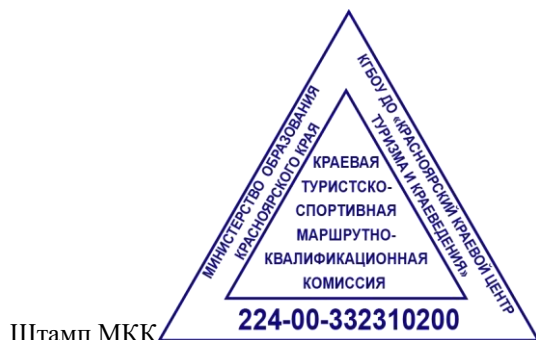 МИНИСТЕРСТВО ОБРАЗОВАНИЯ
КРАСНОЯРСКОГО КРАЯ
КГБОУ ДО «КРАСНОЯРСКИЙ КРАЕВОЙ ЦЕНТР
ТУРИЗМА И КРАЕВЕДЕНИЯ»
КРАЕВАЯ
ТУРИСТСКО-
СПОРТИВНАЯ
МАРШРУТНО-
КВАЛИФИКАЦИОННАЯ
КОМИССИЯ
224-00-332310200
Штамп МКК